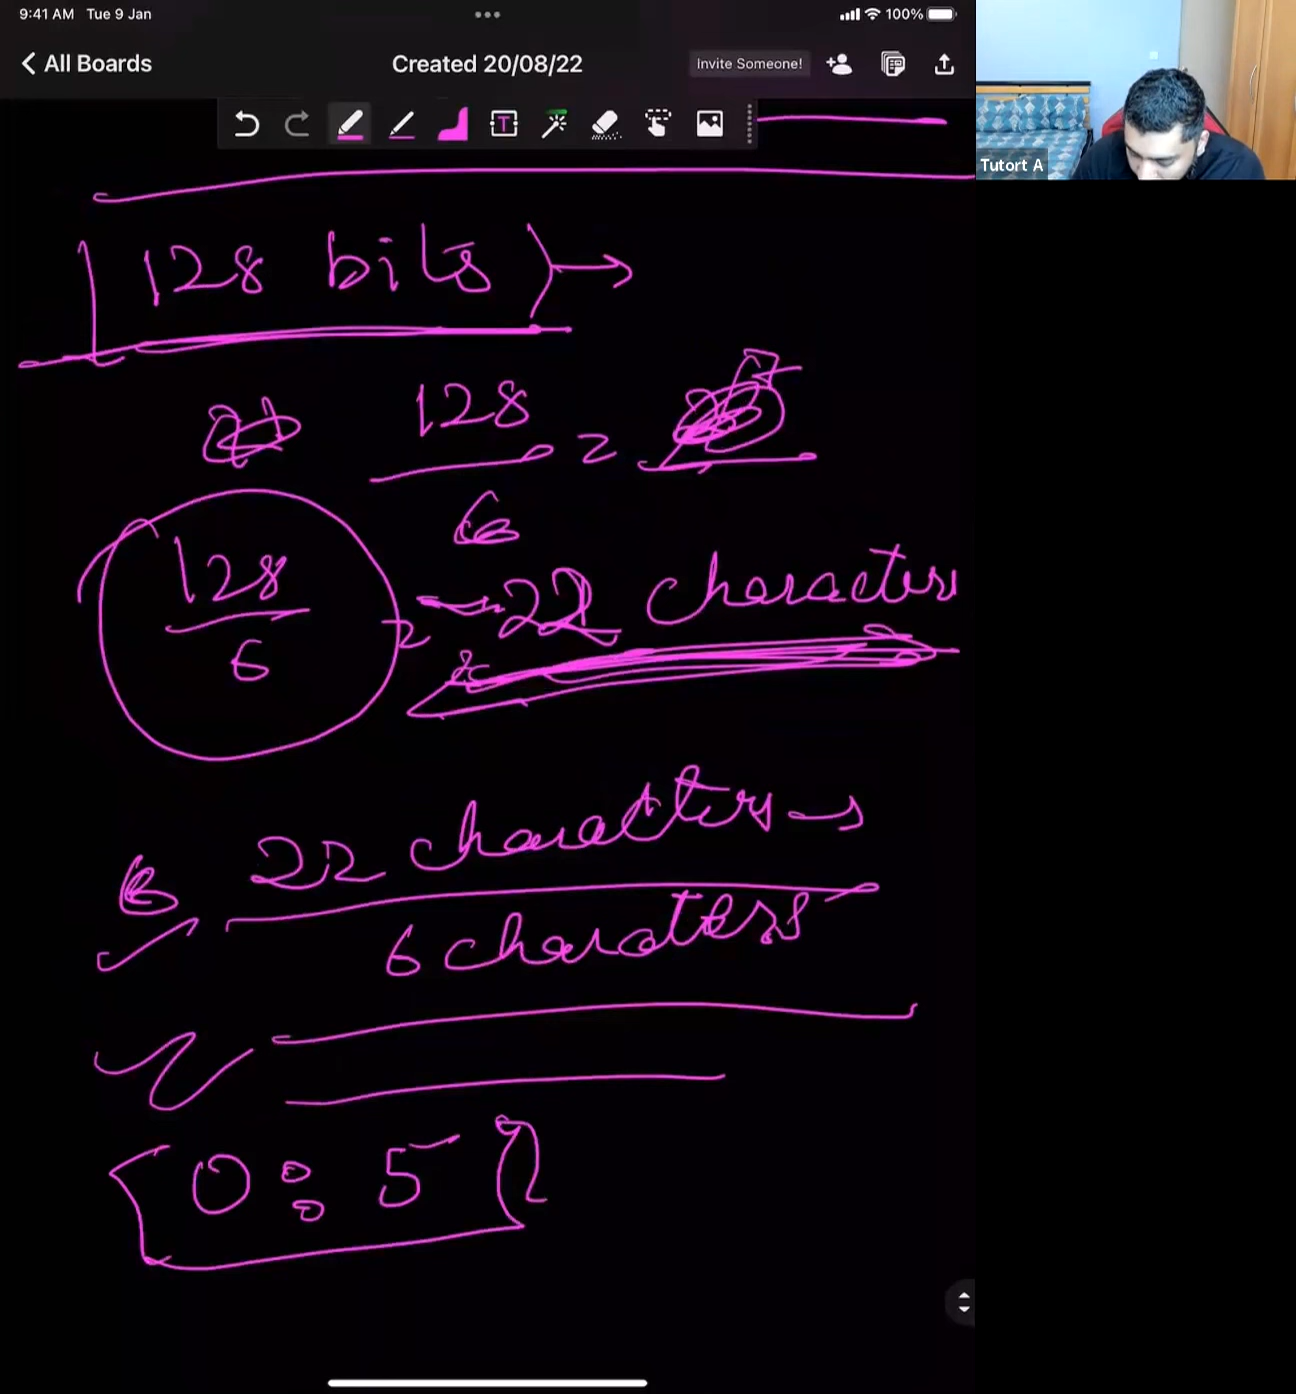 9:41 AM Tue 9 Jan 100%
All Boards Created 20/08/22 Invite Someone!
Tutort A
128 bits
128
6
128
6
22 characters
22 characters
6 charaters
[0:5]